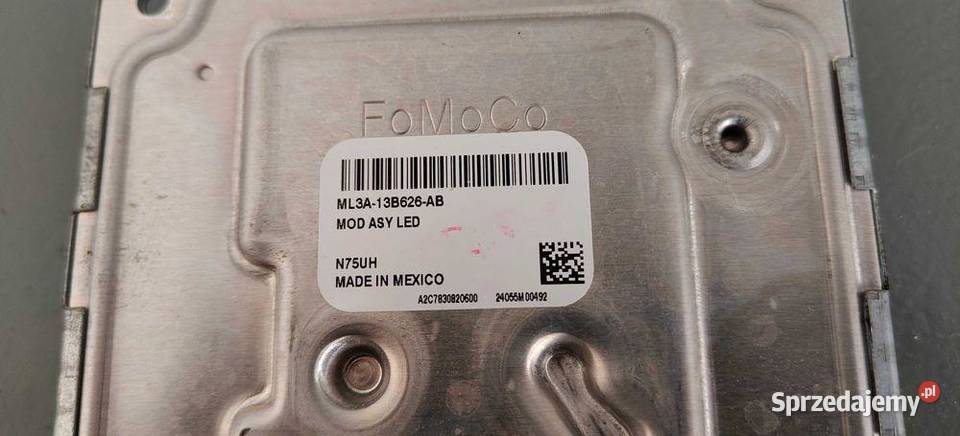 FoMoCo
ML3A-13B626-AB
MOD ASY LED
N75UH
MADE IN MEXICO
A2C7830820600 24055M00492
Sprzedajemy.pl